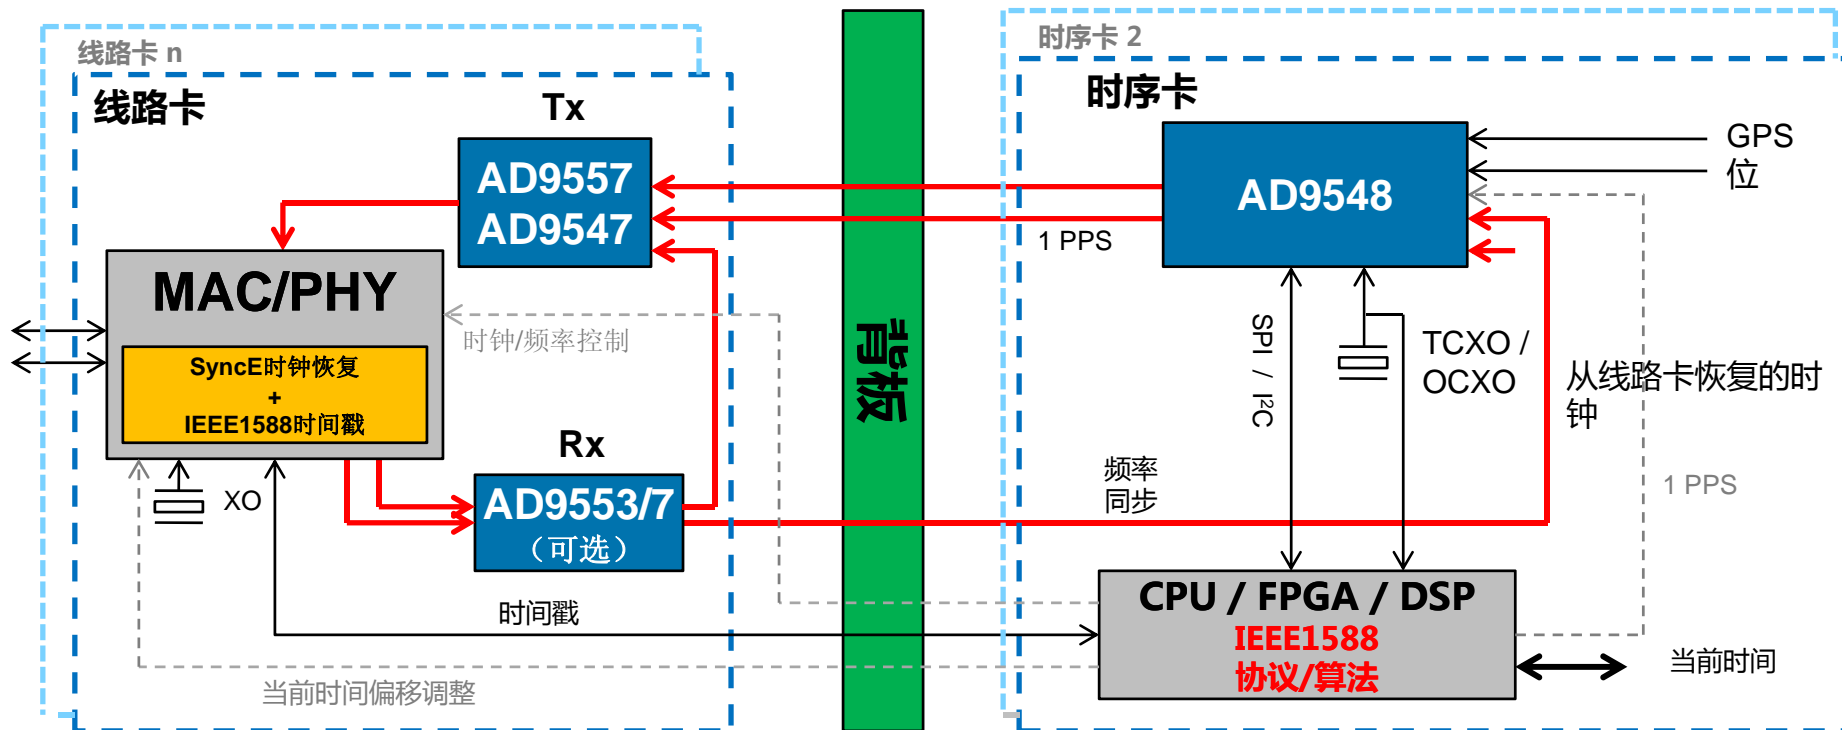 线路卡 n
线路卡
Tx
AD9557
AD9547
MAC/PHY
SyncE时钟恢复
+
IEEE1588时间戳
时钟/频率控制
XO
Rx
AD9553/7
（可选）
时间戳
当前时间偏移调整
背板
时序卡 2
时序卡
AD9548
GPS
位
1 PPS
SPI / I²C
TCXO /
OCXO
从线路卡恢复的时
钟
频率
同步
1 PPS
CPU / FPGA / DSP
IEEE1588
协议/算法
当前时间